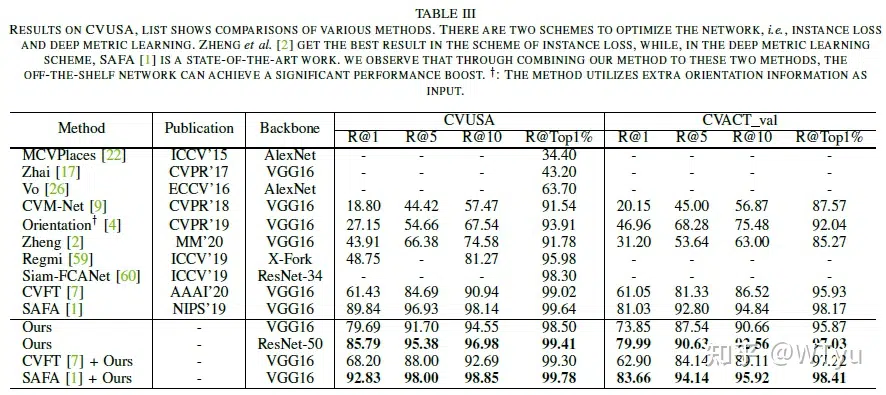 TABLE III
RESULTS ON CVUSA, LIST SHOWS COMPARISONS OF VARIOUS METHODS. THERE ARE TWO SCHEMES TO OPTIMIZE THE NETWORK, i.e., INSTANCE LOSS
AND DEEP METRIC LEARNING. ZHENG et al. [2] GET THE BEST RESULT IN THE SCHEME OF INSTANCE LOSS, WHILE, IN THE DEEP METRIC LEARNING
SCHEME, SAFA [1] IS A STATE-OF-THE-ART WORK. WE OBSERVE THAT THROUGH COMBINING OUR METHOD TO THESE TWO METHODS, THE
OFF-THE-SHELF NETWORK CAN ACHIEVE A SIGNIFICANT PERFORMANCE BOOST. †: THE METHOD UTILIZES EXTRA ORIENTATION INFORMATION AS
INPUT.
Method Publication Backbone CVUSA CVACT_val
R@1 R@5 R@10 R@Top1% R@1 R@5 R@10 R@Top1%
MCVPlaces [22] ICCV'15 AlexNet - - - 34.40 - - - -
Zhai [17] CVPR'17 VGG16 - - - 43.20 - - - -
Vo [26] ECCV'16 AlexNet - - - 63.70 - - - -
CVM-Net [9] CVPR'18 VGG16 18.80 44.42 57.47 91.54 20.15 45.00 56.87 87.57
Orientation† [4] CVPR'19 VGG16 27.15 54.66 67.54 93.91 46.96 68.28 75.48 92.04
Zheng [2] MM'20 VGG16 43.91 66.38 74.58 91.78 31.20 53.64 63.00 85.27
Regmi [59] ICCV'19 X-Fork 48.75 - 81.27 95.98 - - - -
Siam-FCANet [60] ICCV'19 ResNet-34 - - - 98.30 - - - -
CVFT [7] AAAI'20 VGG16 61.43 84.69 90.94 99.02 61.05 81.33 86.52 95.93
SAFA [1] NIPS'19 VGG16 89.84 96.93 98.14 99.64 81.03 92.80 94.84 98.17
Ours - VGG16 79.69 91.70 94.55 98.50 73.85 87.54 90.66 95.87
Ours - ResNet-50 85.79 95.38 96.98 99.41 79.99 90.63 92.56 97.03
CVFT [7] + Ours - VGG16 68.20 88.00 92.69 99.30 62.90 84.14 89.11 97.22
SAFA [1] + Ours - VGG16 92.83 98.00 98.85 99.78 83.66 94.14 95.92 98.41
知乎 @WTyu